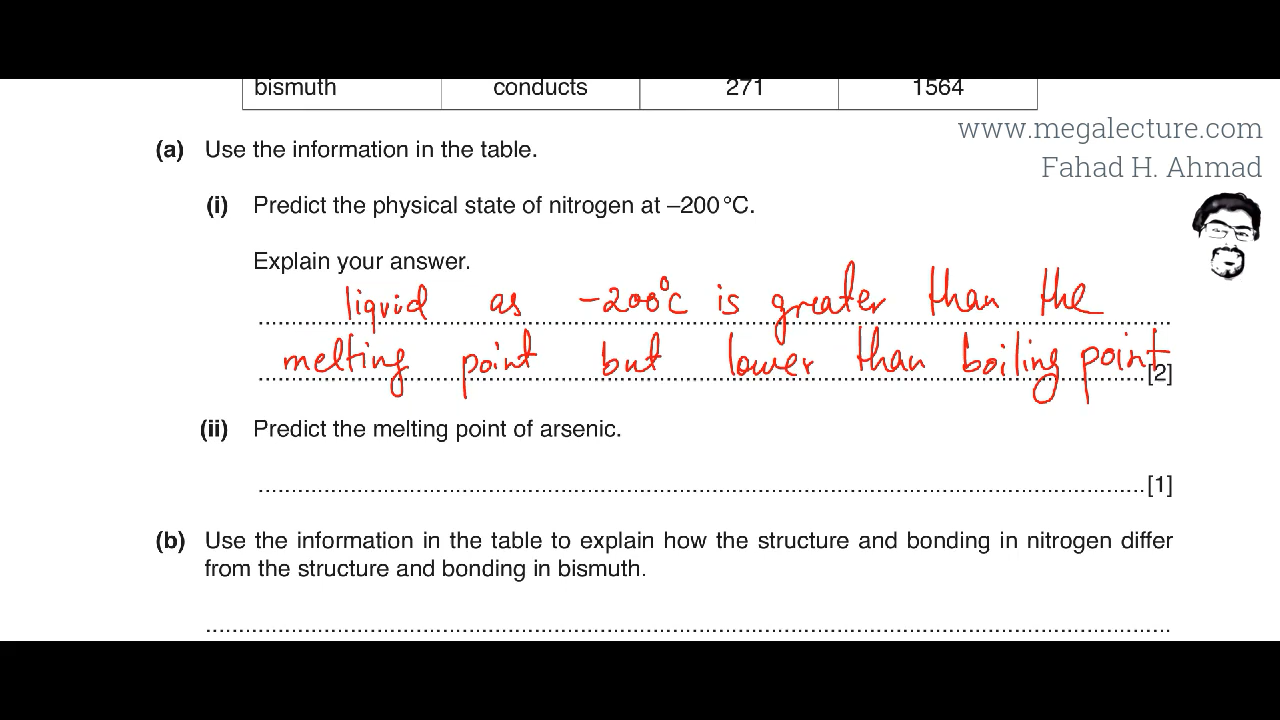 bismuth conducts 271 1564
www.megalecture.com
(a) Use the information in the table.
Fahad H. Ahmad
(i) Predict the physical state of nitrogen at –200 °C.
Explain your answer.
liquid as -200°C is greater than the
melting point but lower than boiling point
[2]
(ii) Predict the melting point of arsenic.
[1]
(b) Use the information in the table to explain how the structure and bonding in nitrogen differ
from the structure and bonding in bismuth.